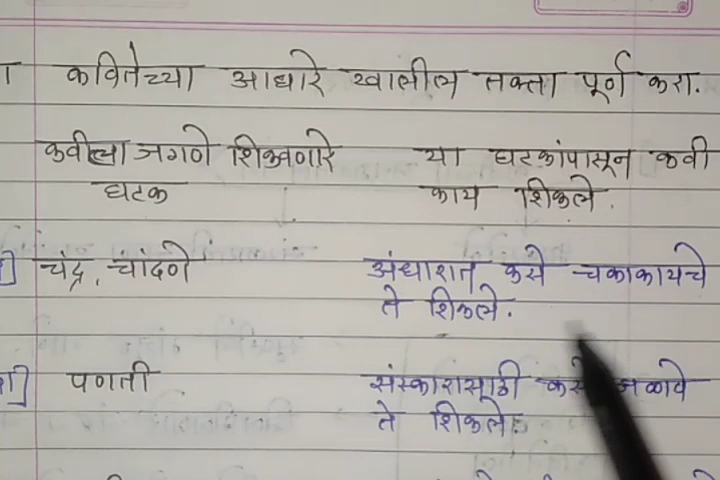 कवितेच्या आधारे खालील तक्ता पूर्ण करा.
कवीला जगणे शिकवणारे या घटकांपासून कवी
घटक काय शिकले.
चंद्र, चांदणे अंधारात कसे चकाकायचे
ते शिकले.
पणती संस्कारासाठी कसे जळावे
ते शिकले.